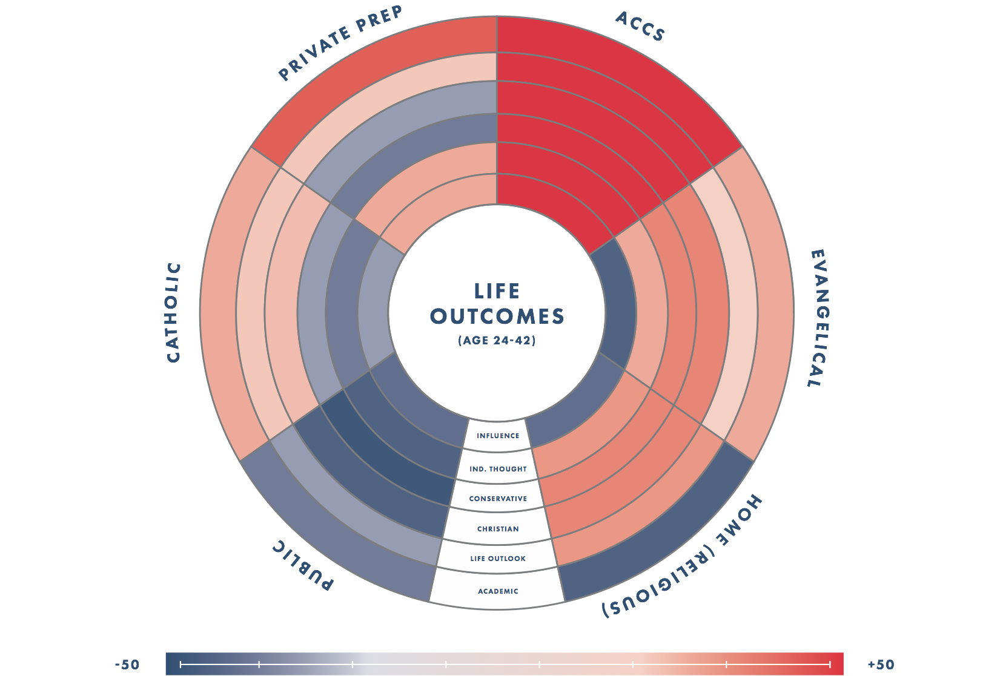 PRIVATE PREP
ACCS
CATHOLIC
EVANGELICAL
LIFE
OUTCOMES
(AGE 24-42)
INFLUENCE
IND. THOUGHT
CONSERVATIVE
CHRISTIAN
LIFE OUTLOOK
ACADEMIC
PUBLIC
HOME (RELIGIOUS)
-50
+50